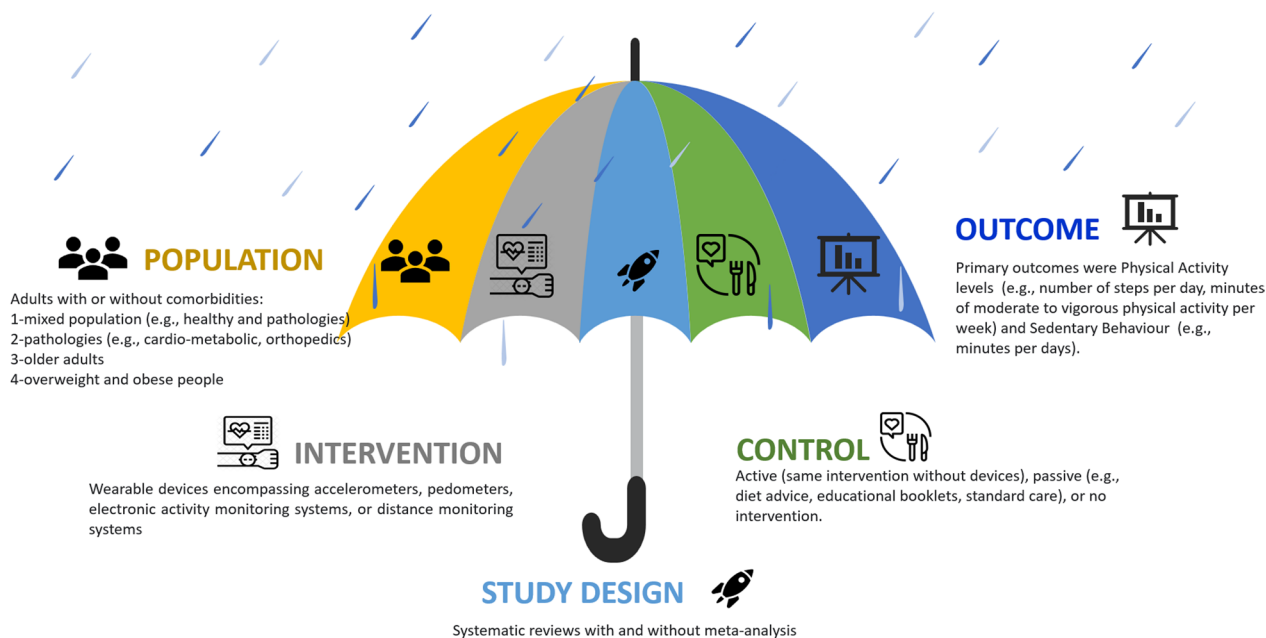 POPULATION
Adults with or without comorbidities:
1-mixed population (e.g., healthy and pathologies)
2-pathologies (e.g., cardio-metabolic, orthopedics)
3-older adults
4-overweight and obese people
OUTCOME
Primary outcomes were Physical Activity
levels (e.g., number of steps per day, minutes
of moderate to vigorous physical activity per
week) and Sedentary Behaviour (e.g.,
minutes per days).
INTERVENTION
Wearable devices encompassing accelerometers, pedometers,
electronic activity monitoring systems, or distance monitoring
systems
CONTROL
Active (same intervention without devices), passive (e.g.,
diet advice, educational booklets, standard care), or no
intervention.
STUDY DESIGN
Systematic reviews with and without meta-analysis